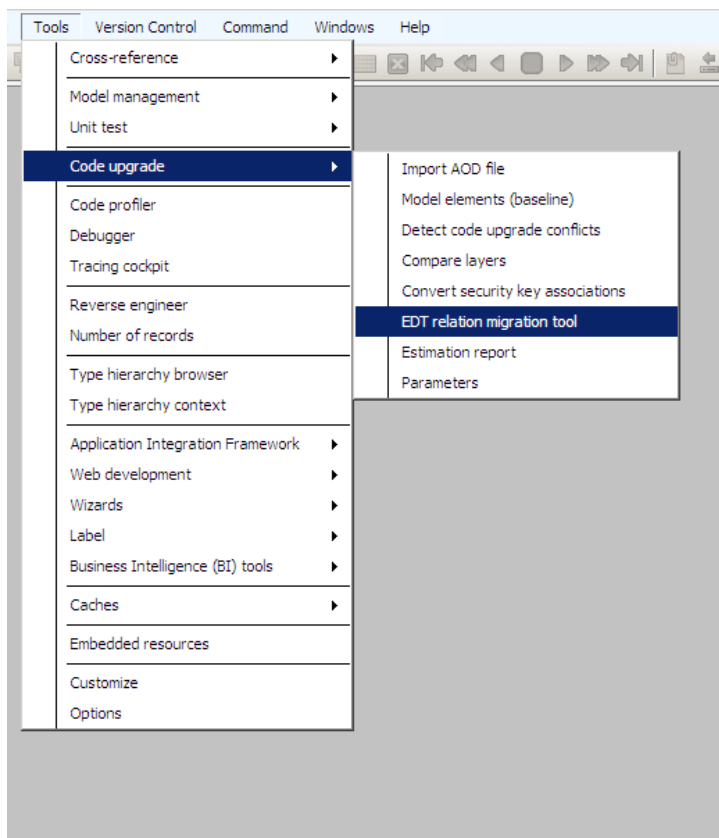 Tools Version Control Command Windows Help
Cross-reference
Model management
Unit test
Code upgrade
Code profiler
Debugger
Tracing cockpit
Reverse engineer
Number of records
Type hierarchy browser
Type hierarchy context
Application Integration Framework
Web development
Wizards
Label
Business Intelligence (BI) tools
Caches
Embedded resources
Customize
Options
Import AOD file
Model elements (baseline)
Detect code upgrade conflicts
Compare layers
Convert security key associations
EDT relation migration tool
Estimation report
Parameters